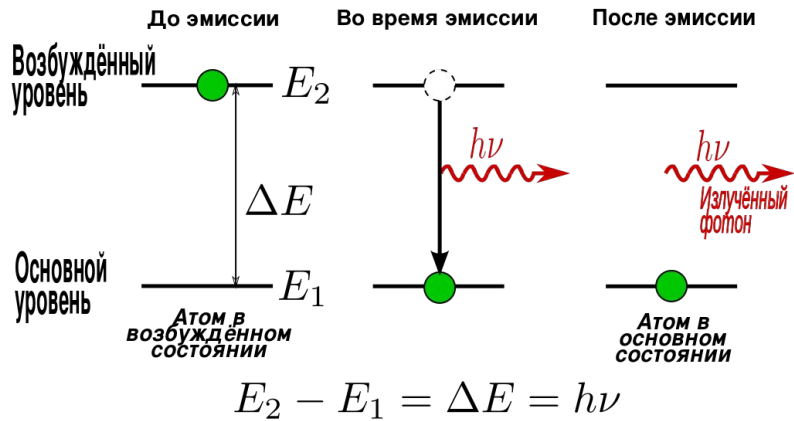 До эмиссии
Во время эмиссии
После эмиссии
Возбуждённый
уровень
E₂
hν
hν
Излучённый
фотон
ΔE
Основной
уровень
E₁
Атом в
возбуждённом
состоянии
Атом в
основном
состоянии
E₂ − E₁ = ΔE = hν